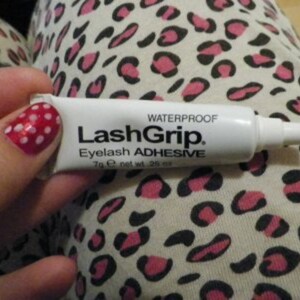 WATERPROOF
LashGrip®
Eyelash ADHESIVE
7g e net wt .25 oz